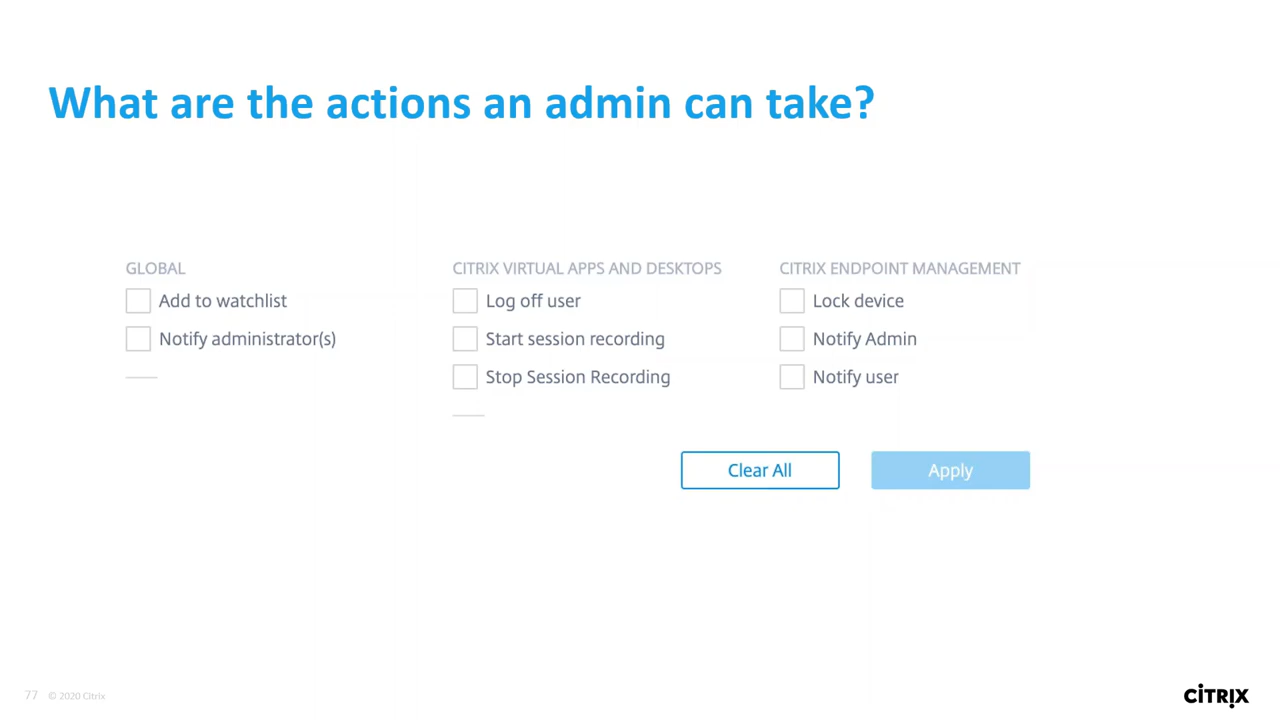 What are the actions an admin can take?
GLOBAL
Add to watchlist
Notify administrator(s)
CITRIX VIRTUAL APPS AND DESKTOPS
Log off user
Start session recording
Stop Session Recording
CITRIX ENDPOINT MANAGEMENT
Lock device
Notify Admin
Notify user
Clear All
Apply
77 © 2020 Citrix
CITRIX